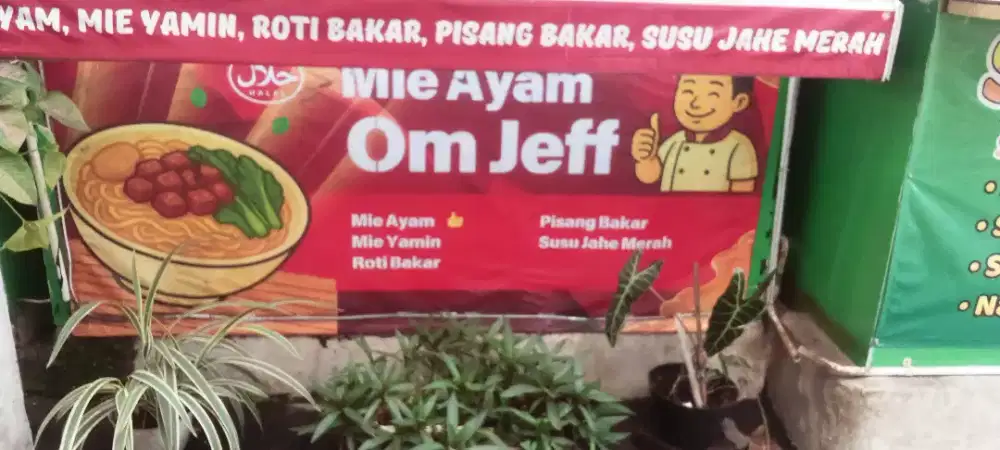 YAM, MIE YAMIN, ROTI BAKAR, PISANG BAKAR, SUSU JAHE MERAH
حلال
HALAL
Mie Ayam
Om Jeff
Mie Ayam
Mie Yamin
Roti Bakar
Pisang Bakar
Susu Jahe Merah